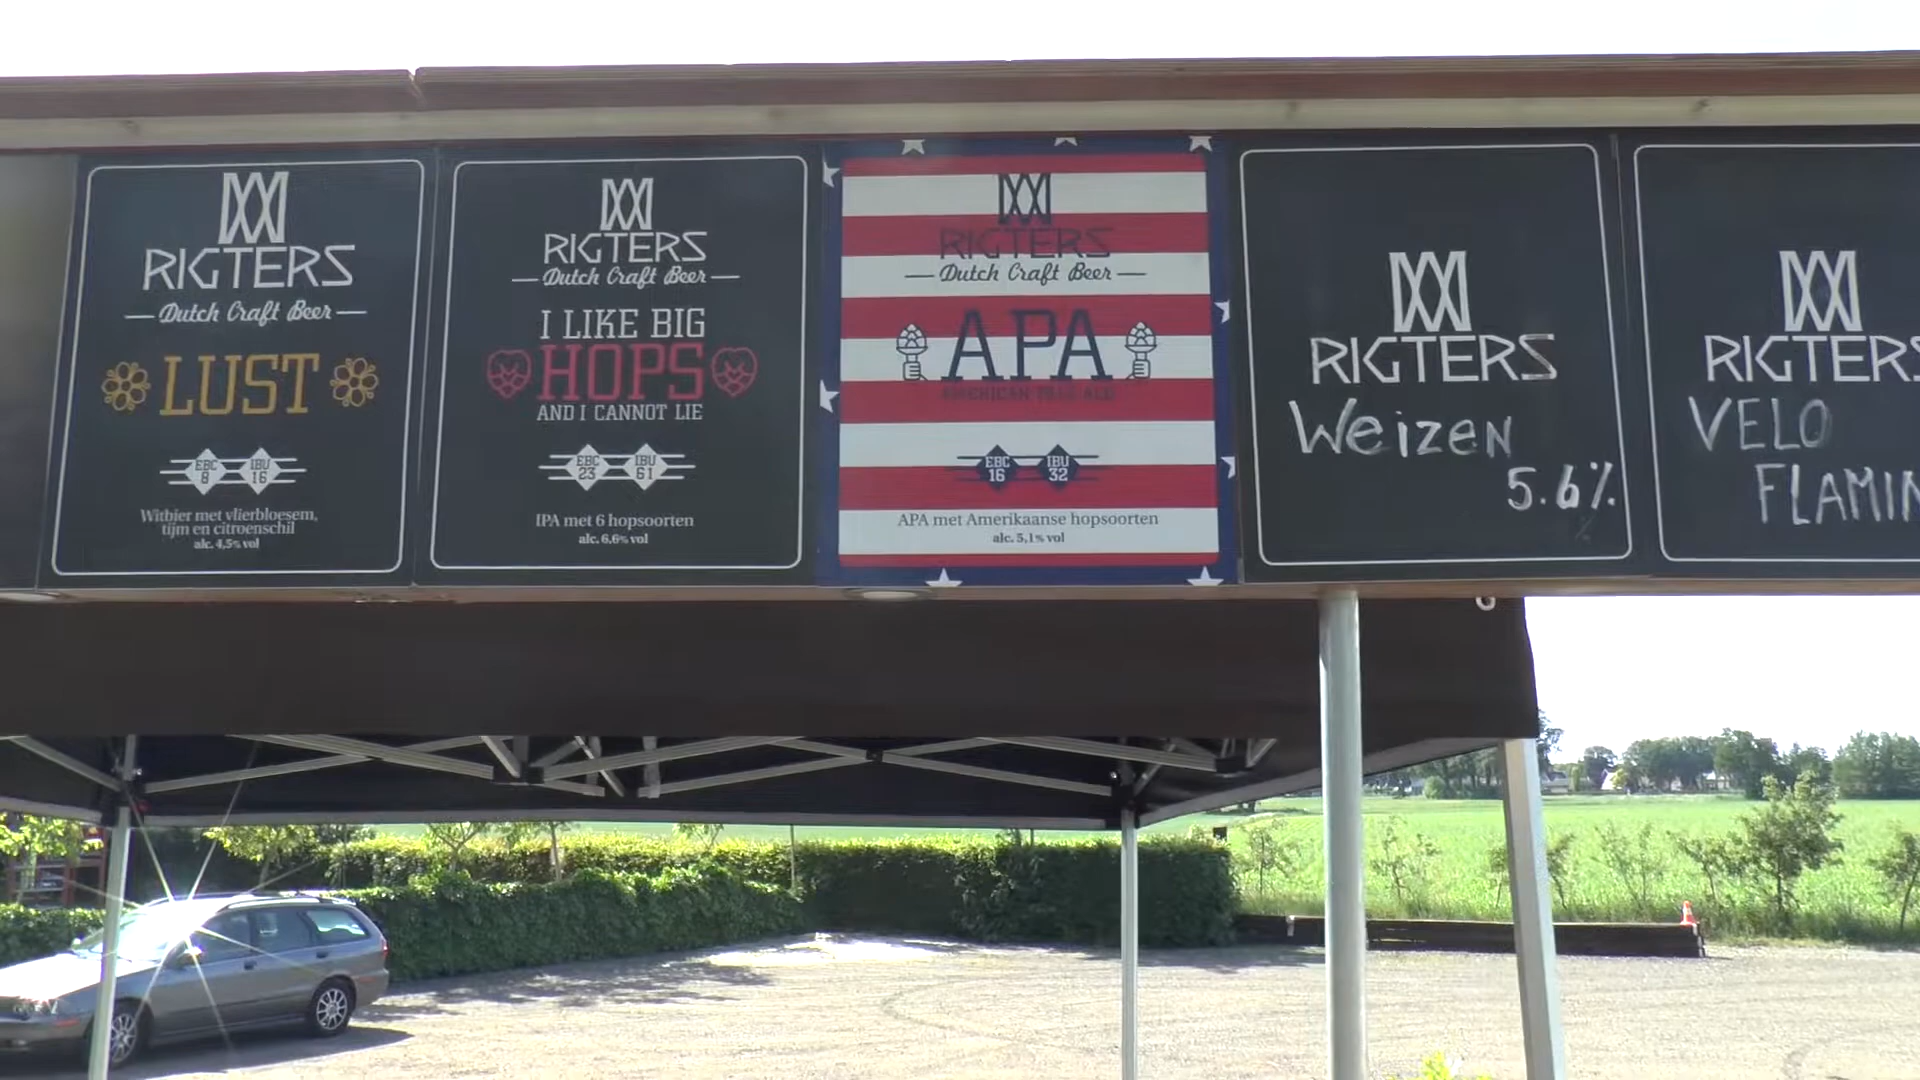 RIGTERS
Dutch Craft Beer
LUST
EBC
8
IBU
16
Witbier met vlierbloesem,
tijm en citroenschil
alc. 4,5% vol
RIGTERS
Dutch Craft Beer
I LIKE BIG
HOPS
AND I CANNOT LIE
EBC
23
IBU
61
IPA met 6 hopsoorten
alc. 6,6% vol
RIGTERS
Dutch Craft Beer
APA
AMERICAN PALE ALE
EBC
16
IBU
32
APA met Amerikaanse hopsoorten
alc. 5,1% vol
RIGTERS
Weizen
5.6%
RIGTERS
VELO
FLAMIN